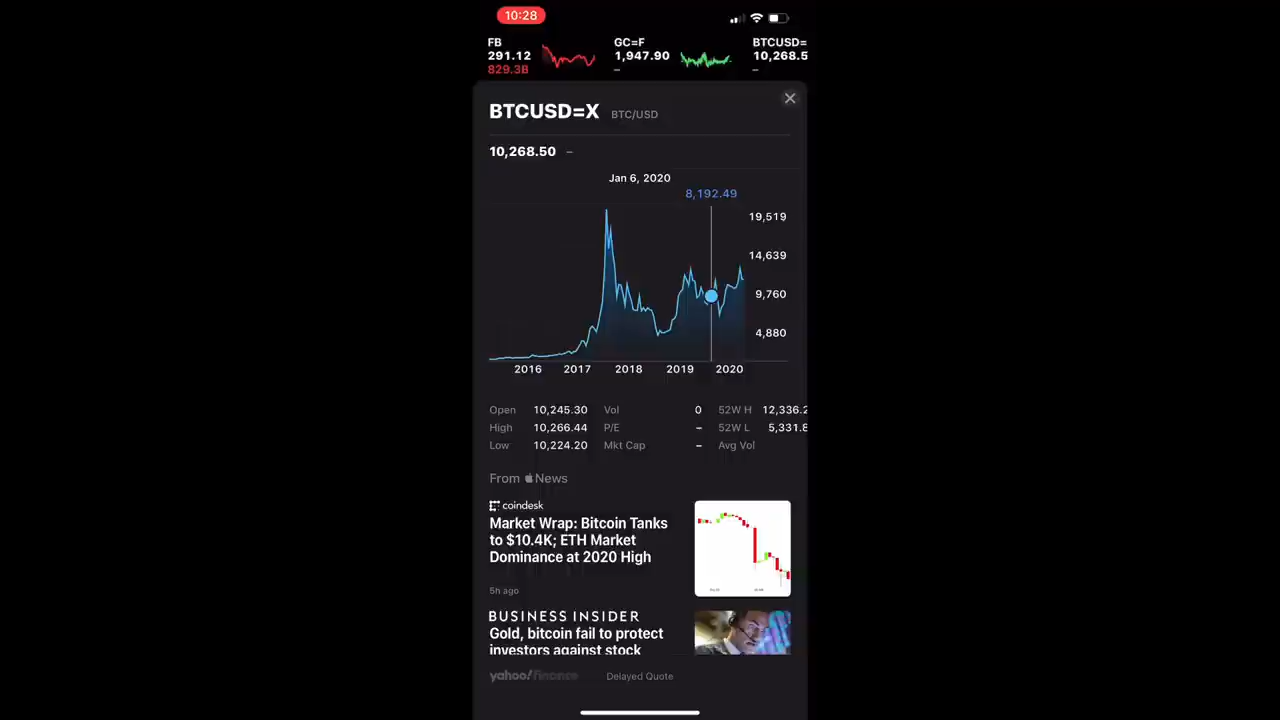 10:28
FB
291.12
829.3B
GC=F
1,947.90
–
BTCUSD=
10,268.5
–
BTCUSD=X BTC/USD
10,268.50 –
Jan 6, 2020
8,192.49
19,519
14,639
9,760
4,880
2016 2017 2018 2019 2020
Open 10,245.30 Vol 0 52W H 12,336.2
High 10,266.44 P/E – 52W L 5,331.8
Low 10,224.20 Mkt Cap – Avg Vol
From News
coindesk
Market Wrap: Bitcoin Tanks
to $10.4K; ETH Market
Dominance at 2020 High
5h ago
BUSINESS INSIDER
Gold, bitcoin fail to protect
investors against stock
yahoo!finance Delayed Quote